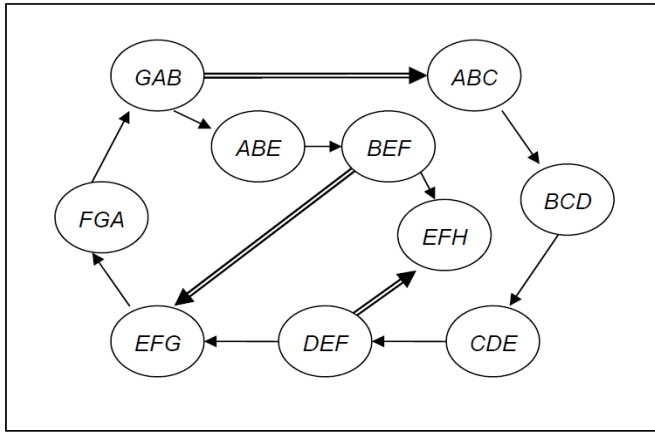 GAB
ABC
ABE
BEF
BCD
FGA
EFH
EFG
DEF
CDE